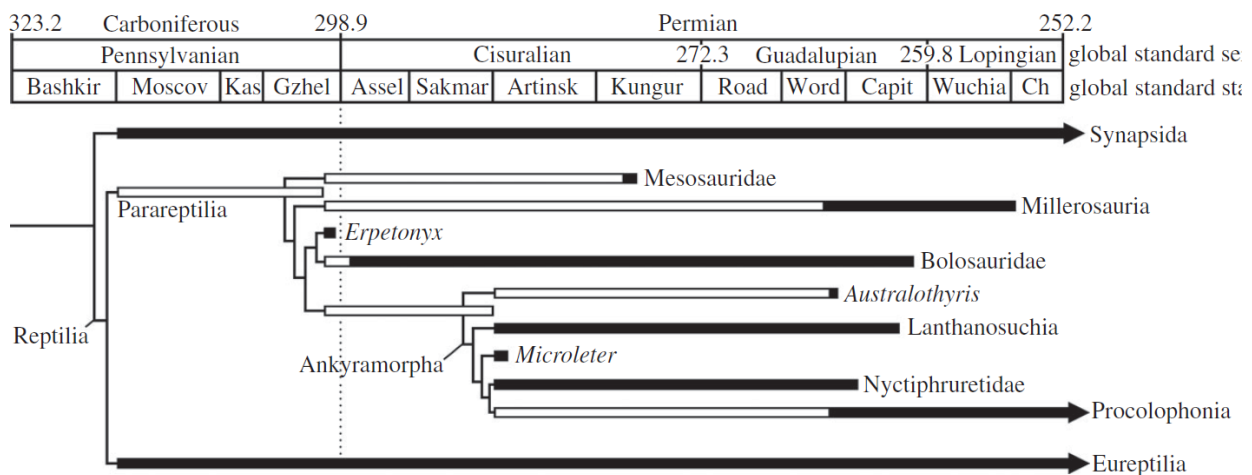 323.2 Carboniferous 298.9 Permian 252.2
Pennsylvanian Cisuralian 272.3 Guadalupian 259.8 Lopingian global standard se
Bashkir Moscov Kas Gzhel Assel Sakmar Artinsk Kungur Road Word Capit Wuchia Ch global standard sta
Synapsida
Mesosauridae
Parareptilia
Millerosauria
Erpetonyx
Bolosauridae
Australothyris
Reptilia
Lanthanosuchia
Ankyramorpha
Microleter
Nyctiphruretidae
Procolophonia
Eureptilia